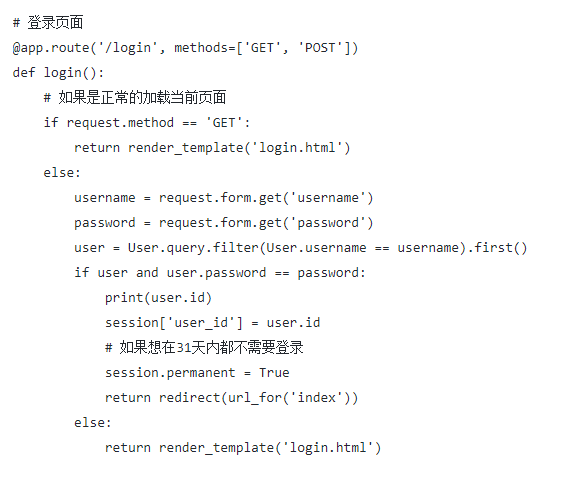 # 登录页面
@app.route('/login', methods=['GET', 'POST'])
def login():
    # 如果是正常的加载当前页面
    if request.method == 'GET':
        return render_template('login.html')
    else:
        username = request.form.get('username')
        password = request.form.get('password')
        user = User.query.filter(User.username == username).first()
        if user and user.password == password:
            print(user.id)
            session['user_id'] = user.id
            # 如果想在31天内都不需要登录
            session.permanent = True
            return redirect(url_for('index'))
        else:
            return render_template('login.html')